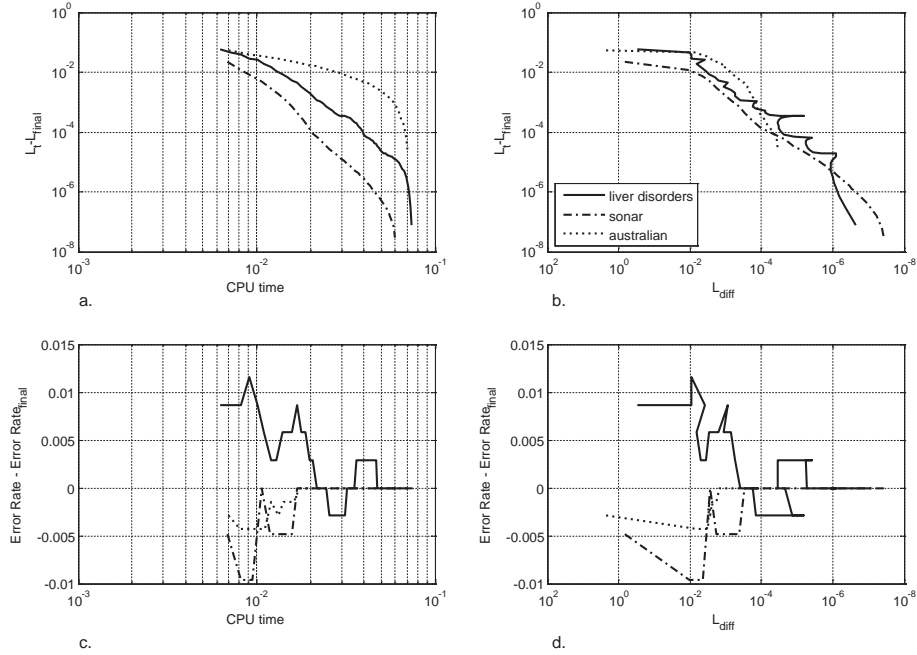 10^0
10^-2
10^-4
10^-6
10^-8
L_t-L_final
10^-3
10^-2
10^-1
CPU time
a.
10^0
10^-2
10^-4
10^-6
10^-8
L_t-L_final
liver disorders
sonar
australian
10^2
10^0
10^-2
10^-4
10^-6
10^-8
L_diff
b.
0.015
0.01
0.005
0
-0.005
-0.01
Error Rate - Error Rate_final
10^-3
10^-2
10^-1
CPU time
c.
0.015
0.01
0.005
0
-0.005
-0.01
Error Rate - Error Rate_final
10^2
10^0
10^-2
10^-4
10^-6
10^-8
L_diff
d.